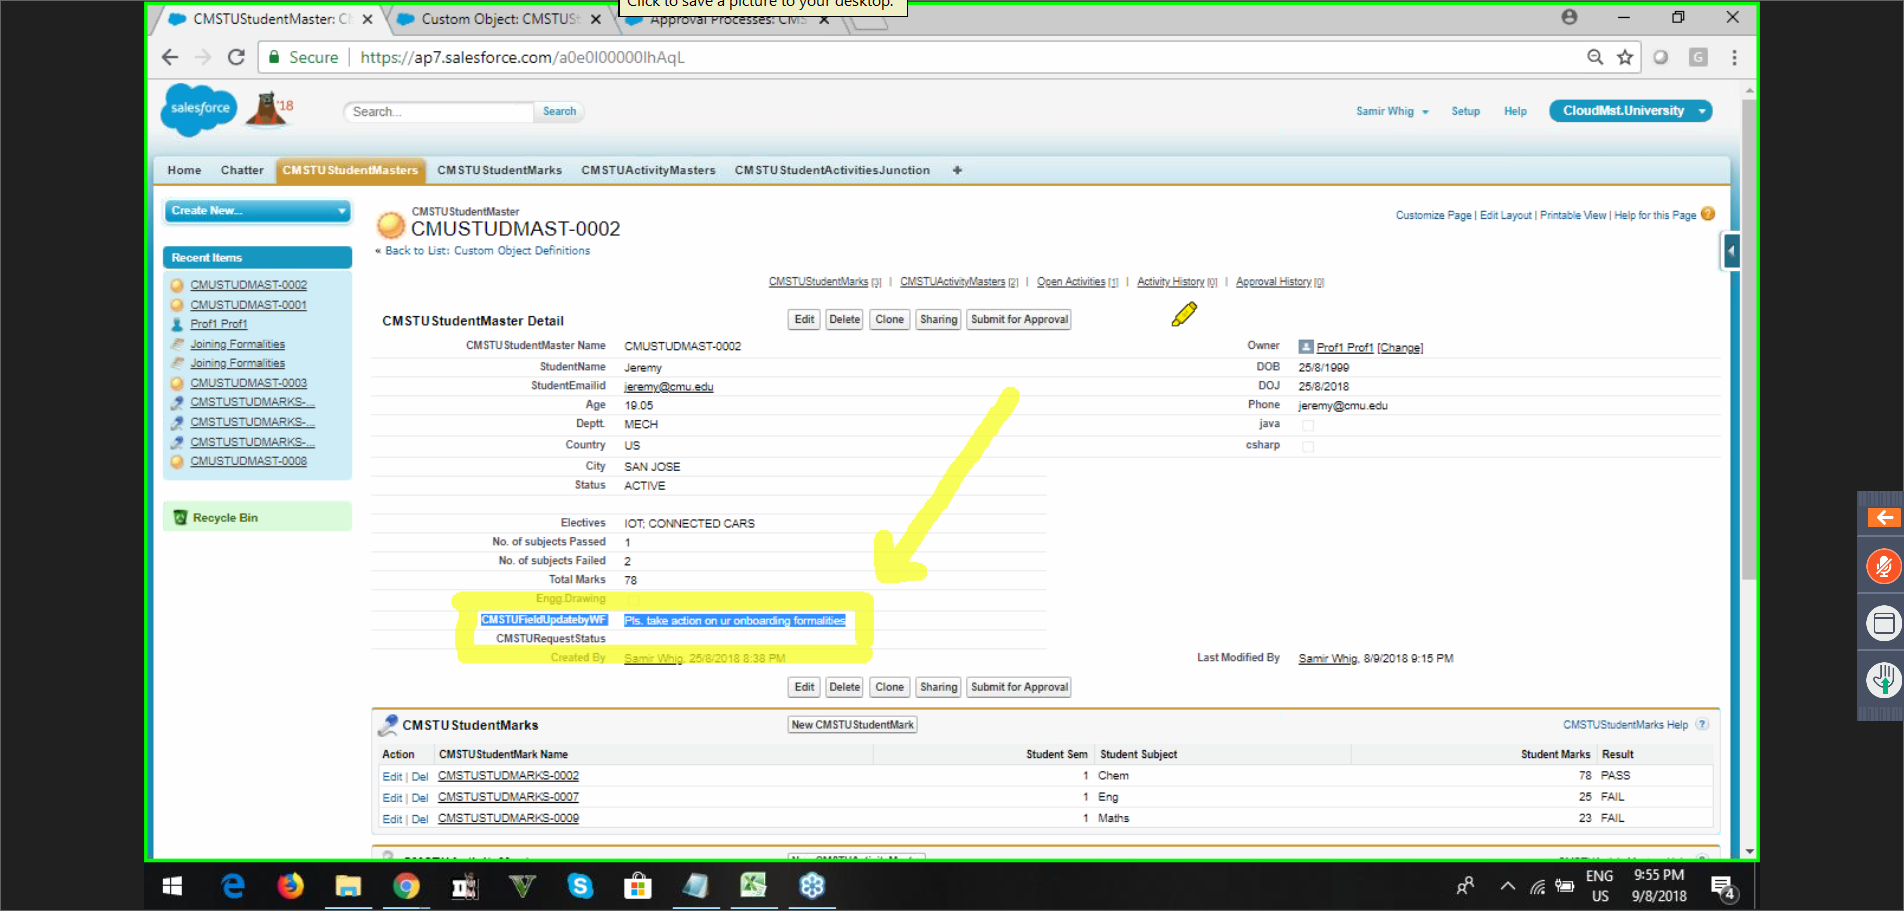 Click to save a picture to your desktop.
CMSTUStudentMaster: C
Custom Object: CMSTUSt
Approval Processes: CMS
Secure
https://ap7.salesforce.com/a0e0I00000IhAqL
G
salesforce
'18
Search...
Search
Samir Whig
Setup
Help
CloudMst.University
Home
Chatter
CMSTUStudentMasters
CMSTUStudentMarks
CMSTUActivityMasters
CMSTUStudentActivitiesJunction
+
Create New...
CMSTUStudentMaster
CMUSTUDMAST-0002
« Back to List: Custom Object Definitions
Customize Page | Edit Layout | Printable View | Help for this Page
Recent Items
CMUSTUDMAST-0002
CMUSTUDMAST-0001
Prof1 Prof1
Joining Formalities
Joining Formalities
CMUSTUDMAST-0003
CMSTUSTUDMARKS-...
CMSTUSTUDMARKS-...
CMSTUSTUDMARKS-...
CMUSTUDMAST-0008
Recycle Bin
CMSTUStudentMarks [3] | CMSTUActivityMasters [2] | Open Activities [1] | Activity History [0] | Approval History [0]
CMSTUStudentMaster Detail
Edit Delete Clone Sharing Submit for Approval
CMSTUStudentMaster Name CMUSTUDMAST-0002
Owner Prof1 Prof1 [Change]
StudentName Jeremy
DOB 25/8/1999
StudentEmailid jeremy@cmu.edu
DOJ 25/8/2018
Age 19.05
Phone jeremy@cmu.edu
Deptt. MECH
java
Country US
csharp
City SAN JOSE
Status ACTIVE
Electives IOT; CONNECTED CARS
No. of subjects Passed 1
No. of subjects Failed 2
Total Marks 78
Engg.Drawing
CMSTUFieldUpdatebyWF Pls. take action on ur onboarding formalities
CMSTURequestStatus
Created By Samir Whig, 25/8/2018 8:38 PM
Last Modified By Samir Whig, 8/9/2018 9:15 PM
Edit Delete Clone Sharing Submit for Approval
CMSTUStudentMarks
New CMSTUStudentMark
CMSTUStudentMarks Help ?
Action CMSTUStudentMark Name Student Sem Student Subject Student Marks Result
Edit | Del CMSTUSTUDMARKS-0002 1 Chem 78 PASS
Edit | Del CMSTUSTUDMARKS-0007 1 Eng 25 FAIL
Edit | Del CMSTUSTUDMARKS-0009 1 Maths 23 FAIL
ENG
US
9:55 PM
9/8/2018
4